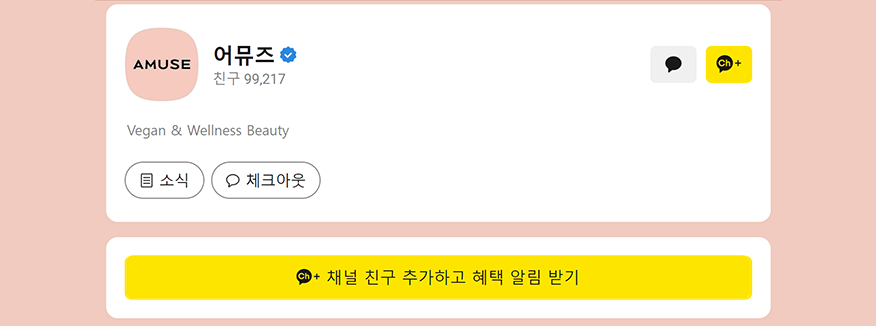 AMUSE
어뮤즈
친구 99,217
Ch+
Vegan & Wellness Beauty
소식
체크아웃
Ch+ 채널 친구 추가하고 혜택 알림 받기